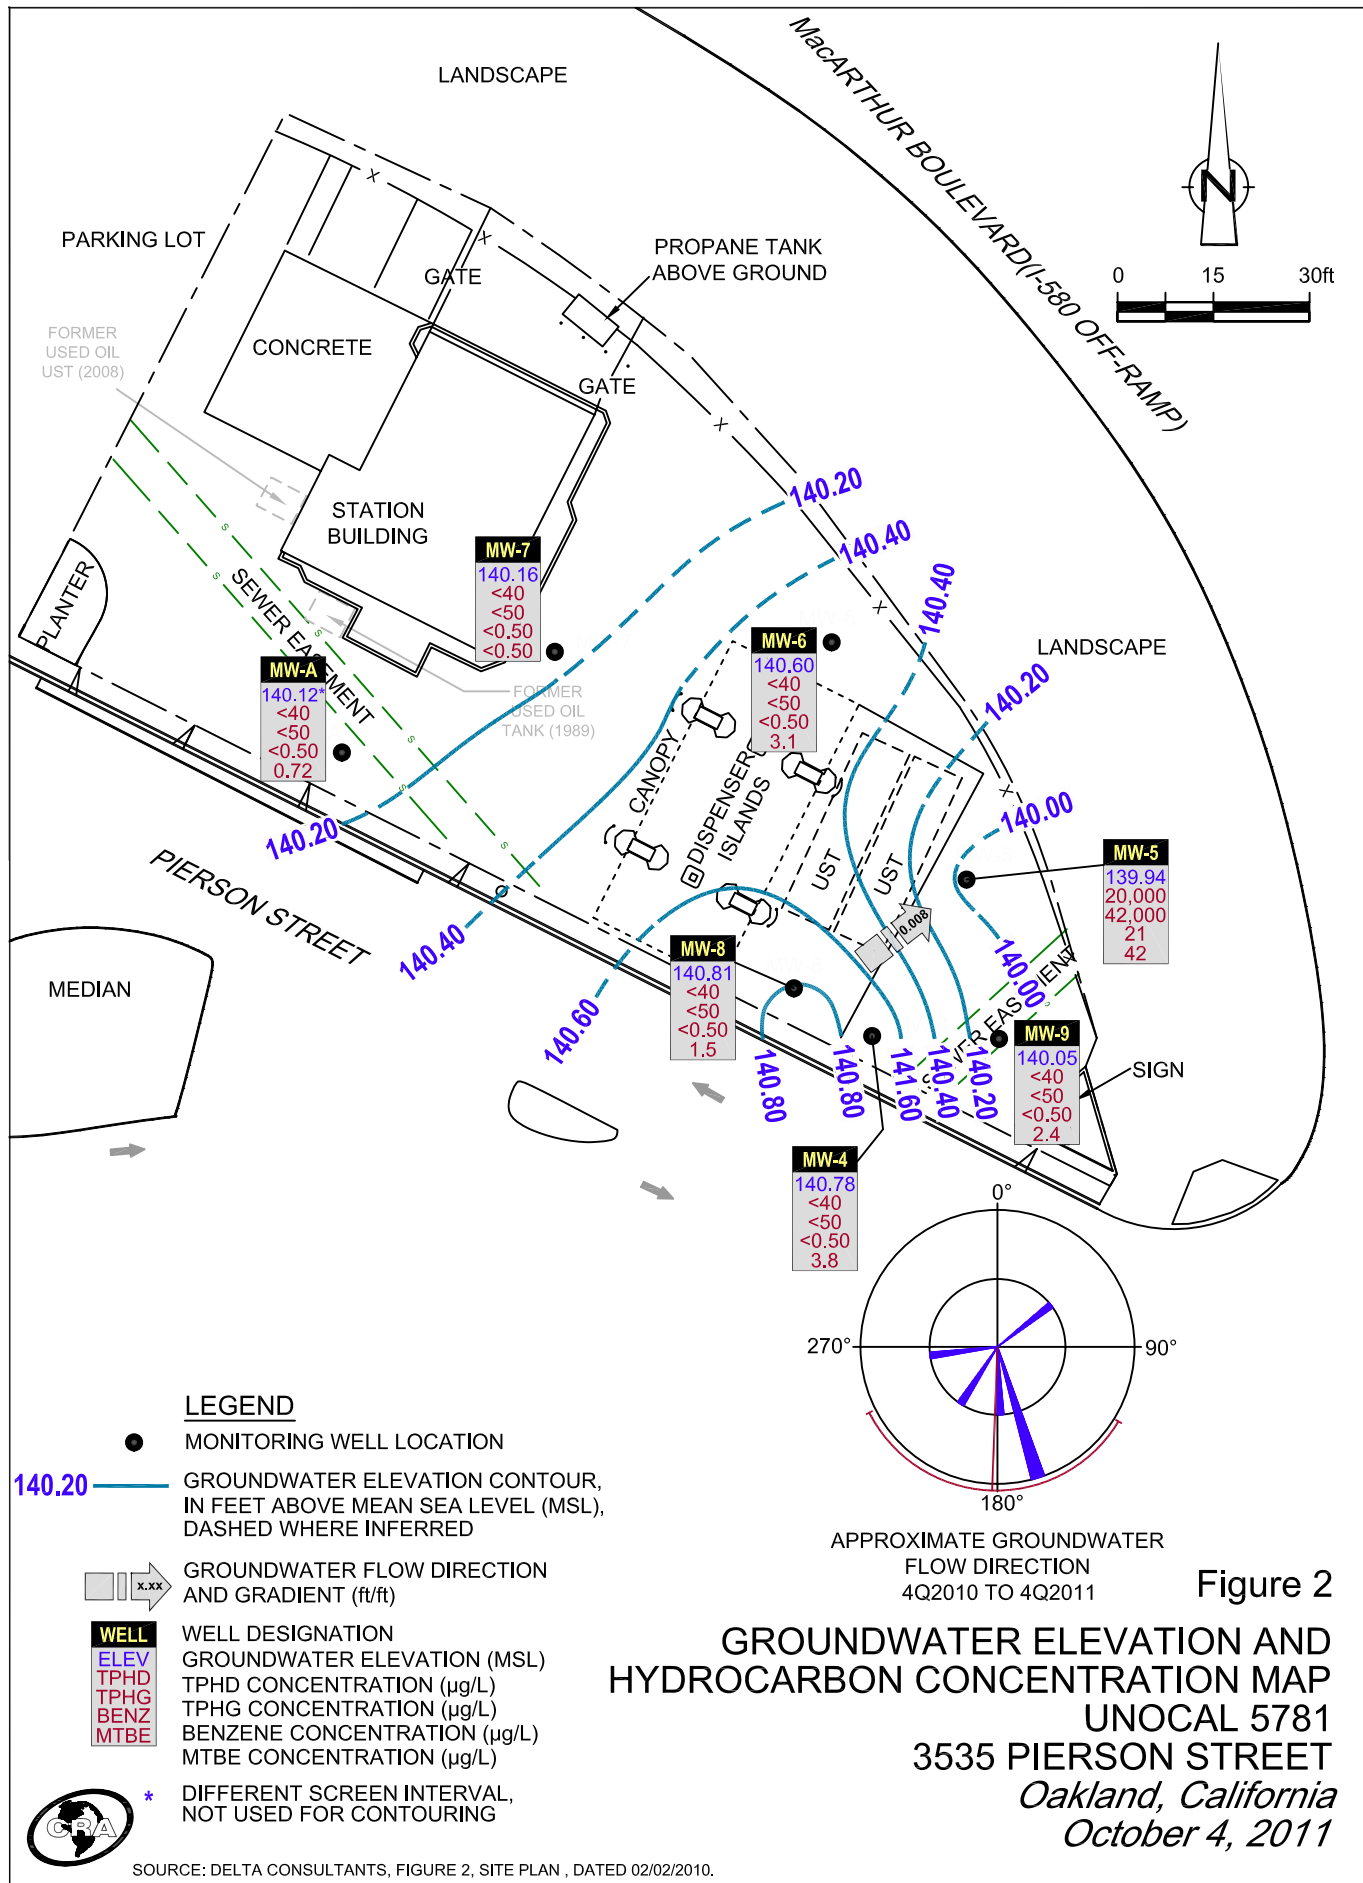 LANDSCAPE
MacARTHUR BOULEVARD(I-580 OFF-RAMP)
N
0 15 30ft
PARKING LOT
GATE
PROPANE TANK
ABOVE GROUND
FORMER
USED OIL
UST (2008)
CONCRETE
GATE
STATION
BUILDING
PLANTER
SEWER EASEMENT
FORMER
USED OIL
TANK (1989)
140.20
140.40
140.40
140.20
140.00
LANDSCAPE
MW-7
140.16
<40
<50
<0.50
<0.50
MW-A
140.12*
<40
<50
<0.50
0.72
MW-6
140.60
<40
<50
<0.50
3.1
CANOPY
DISPENSER
ISLANDS
UST
UST
0.008
MW-5
139.94
20,000
42,000
21
42
140.20
140.40
140.60
PIERSON STREET
MEDIAN
MW-8
140.81
<40
<50
<0.50
1.5
140.00
140.80
140.80
141.60
140.40
140.20
MW-9
140.05
<40
<50
<0.50
2.4
SIGN
MW-4
140.78
<40
<50
<0.50
3.8
0°
270°
90°
180°
APPROXIMATE GROUNDWATER
FLOW DIRECTION
4Q2010 TO 4Q2011
LEGEND
MONITORING WELL LOCATION
140.20
GROUNDWATER ELEVATION CONTOUR,
IN FEET ABOVE MEAN SEA LEVEL (MSL),
DASHED WHERE INFERRED
x.xx
GROUNDWATER FLOW DIRECTION
AND GRADIENT (ft/ft)
WELL WELL DESIGNATION
ELEV GROUNDWATER ELEVATION (MSL)
TPHD TPHD CONCENTRATION (µg/L)
TPHG TPHG CONCENTRATION (µg/L)
BENZ BENZENE CONCENTRATION (µg/L)
MTBE MTBE CONCENTRATION (µg/L)
* DIFFERENT SCREEN INTERVAL,
NOT USED FOR CONTOURING
CRA
SOURCE: DELTA CONSULTANTS, FIGURE 2, SITE PLAN , DATED 02/02/2010.
Figure 2
GROUNDWATER ELEVATION AND
HYDROCARBON CONCENTRATION MAP
UNOCAL 5781
3535 PIERSON STREET
Oakland, California
October 4, 2011